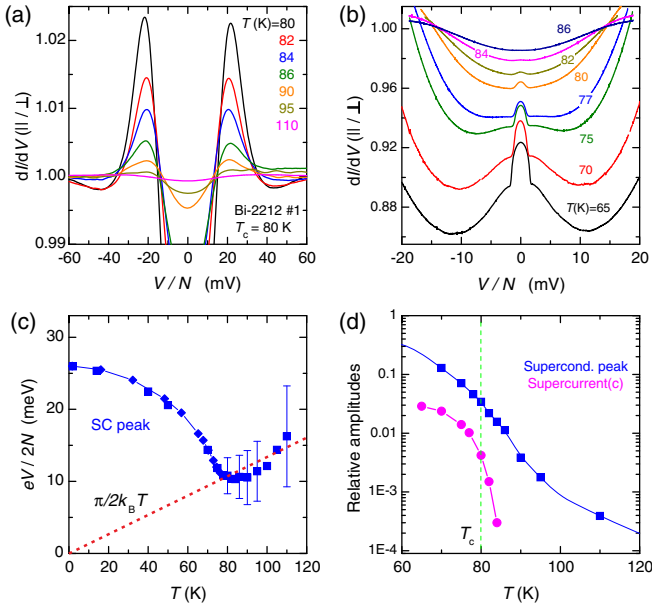 (a)
dI/dV (|| / ⊥)
1.02
1.01
1.00
0.99
T (K)=80
82
84
86
90
95
110
Bi-2212 #1
Tc = 80 K
-60 -40 -20 0 20 40 60
V / N (mV)
(b)
dI/dV (|| / ⊥)
1.00
0.96
0.92
0.88
86
84
82
80
77
75
70
T(K)=65
-20 -10 0 10 20
V / N (mV)
(c)
eV / 2N (meV)
30
20
10
0
SC peak
π/2kBT
0 20 40 60 80 100 120
T (K)
(d)
Relative amplitudes
1
0.1
0.01
1E-3
1E-4
Supercond. peak
Supercurrent(c)
Tc
60 80 100 120
T (K)